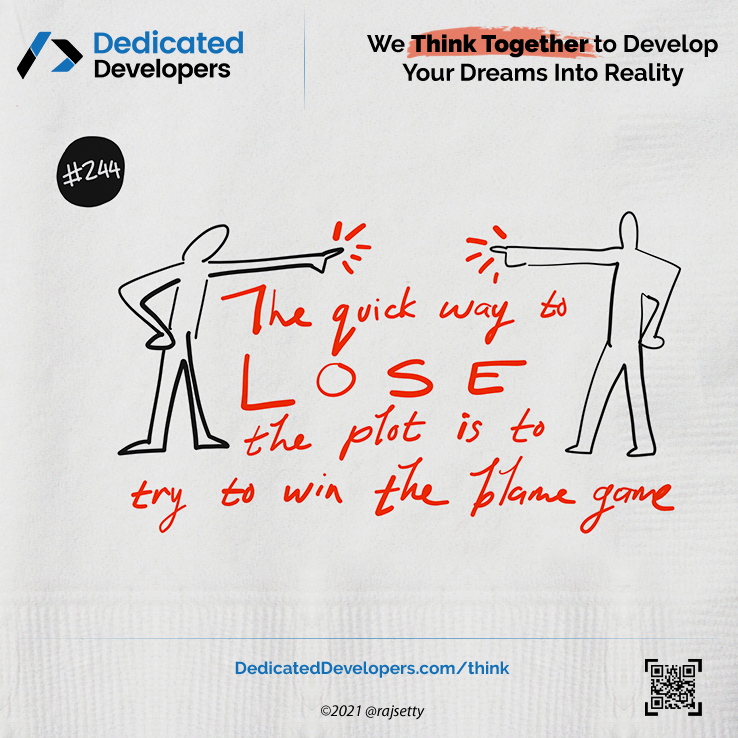 Dedicated
Developers
We Think Together to Develop
Your Dreams Into Reality
#244
The quick way to
LOSE
the plot is to
try to win the blame game
DedicatedDevelopers.com/think
©2021 @rajsetty